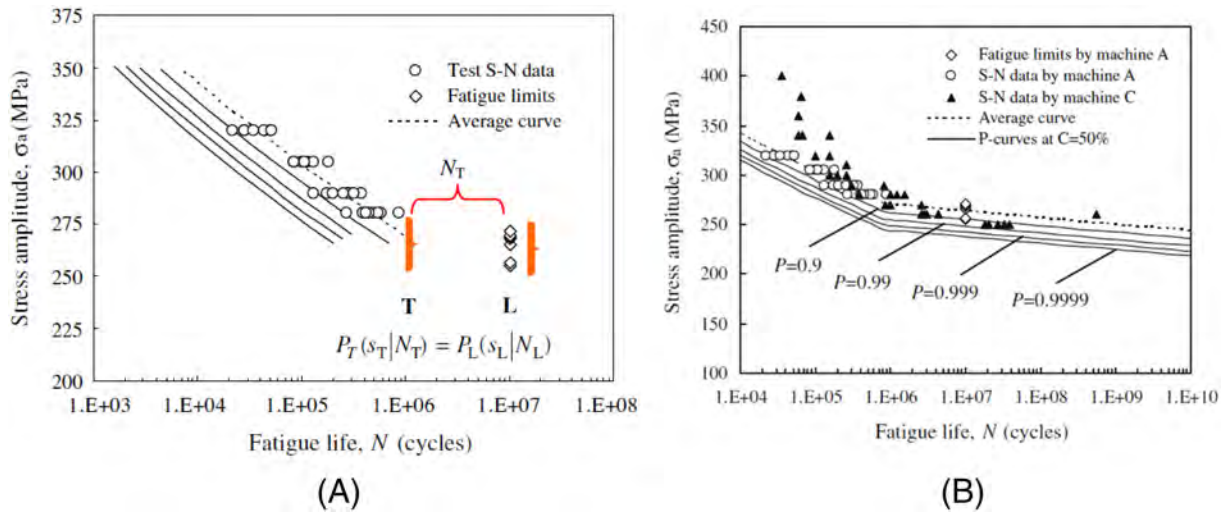 375
350
325
300
275
250
225
200
Stress amplitude, σa (MPa)
Test S-N data
Fatigue limits
Average curve
NT
T
L
PT(sT|NT) = PL(sL|NL)
1.E+03
1.E+04
1.E+05
1.E+06
1.E+07
1.E+08
Fatigue life, N (cycles)
(A)
450
400
350
300
250
200
150
100
Stress amplitude, σa (MPa)
Fatigue limits by machine A
S-N data by machine A
S-N data by machine C
Average curve
P-curves at C=50%
P=0.9
P=0.99
P=0.999
P=0.9999
1.E+04
1.E+05
1.E+06
1.E+07
1.E+08
1.E+09
1.E+10
Fatigue life, N (cycles)
(B)